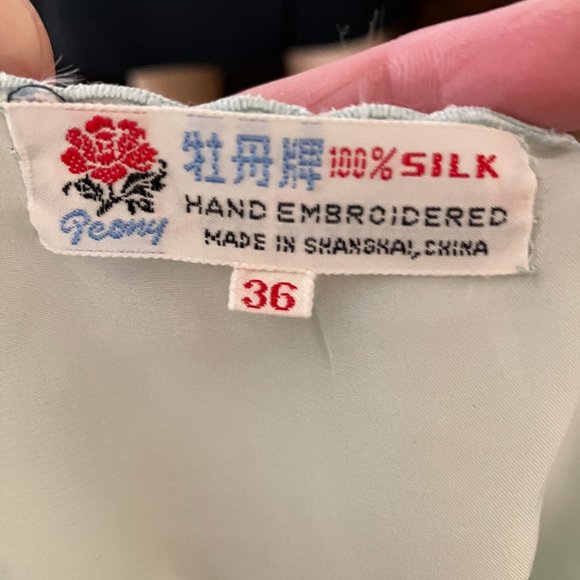 牡丹牌 100% SILK
Peony
HAND EMBROIDERED
MADE IN SHANGHAI, CHINA
36